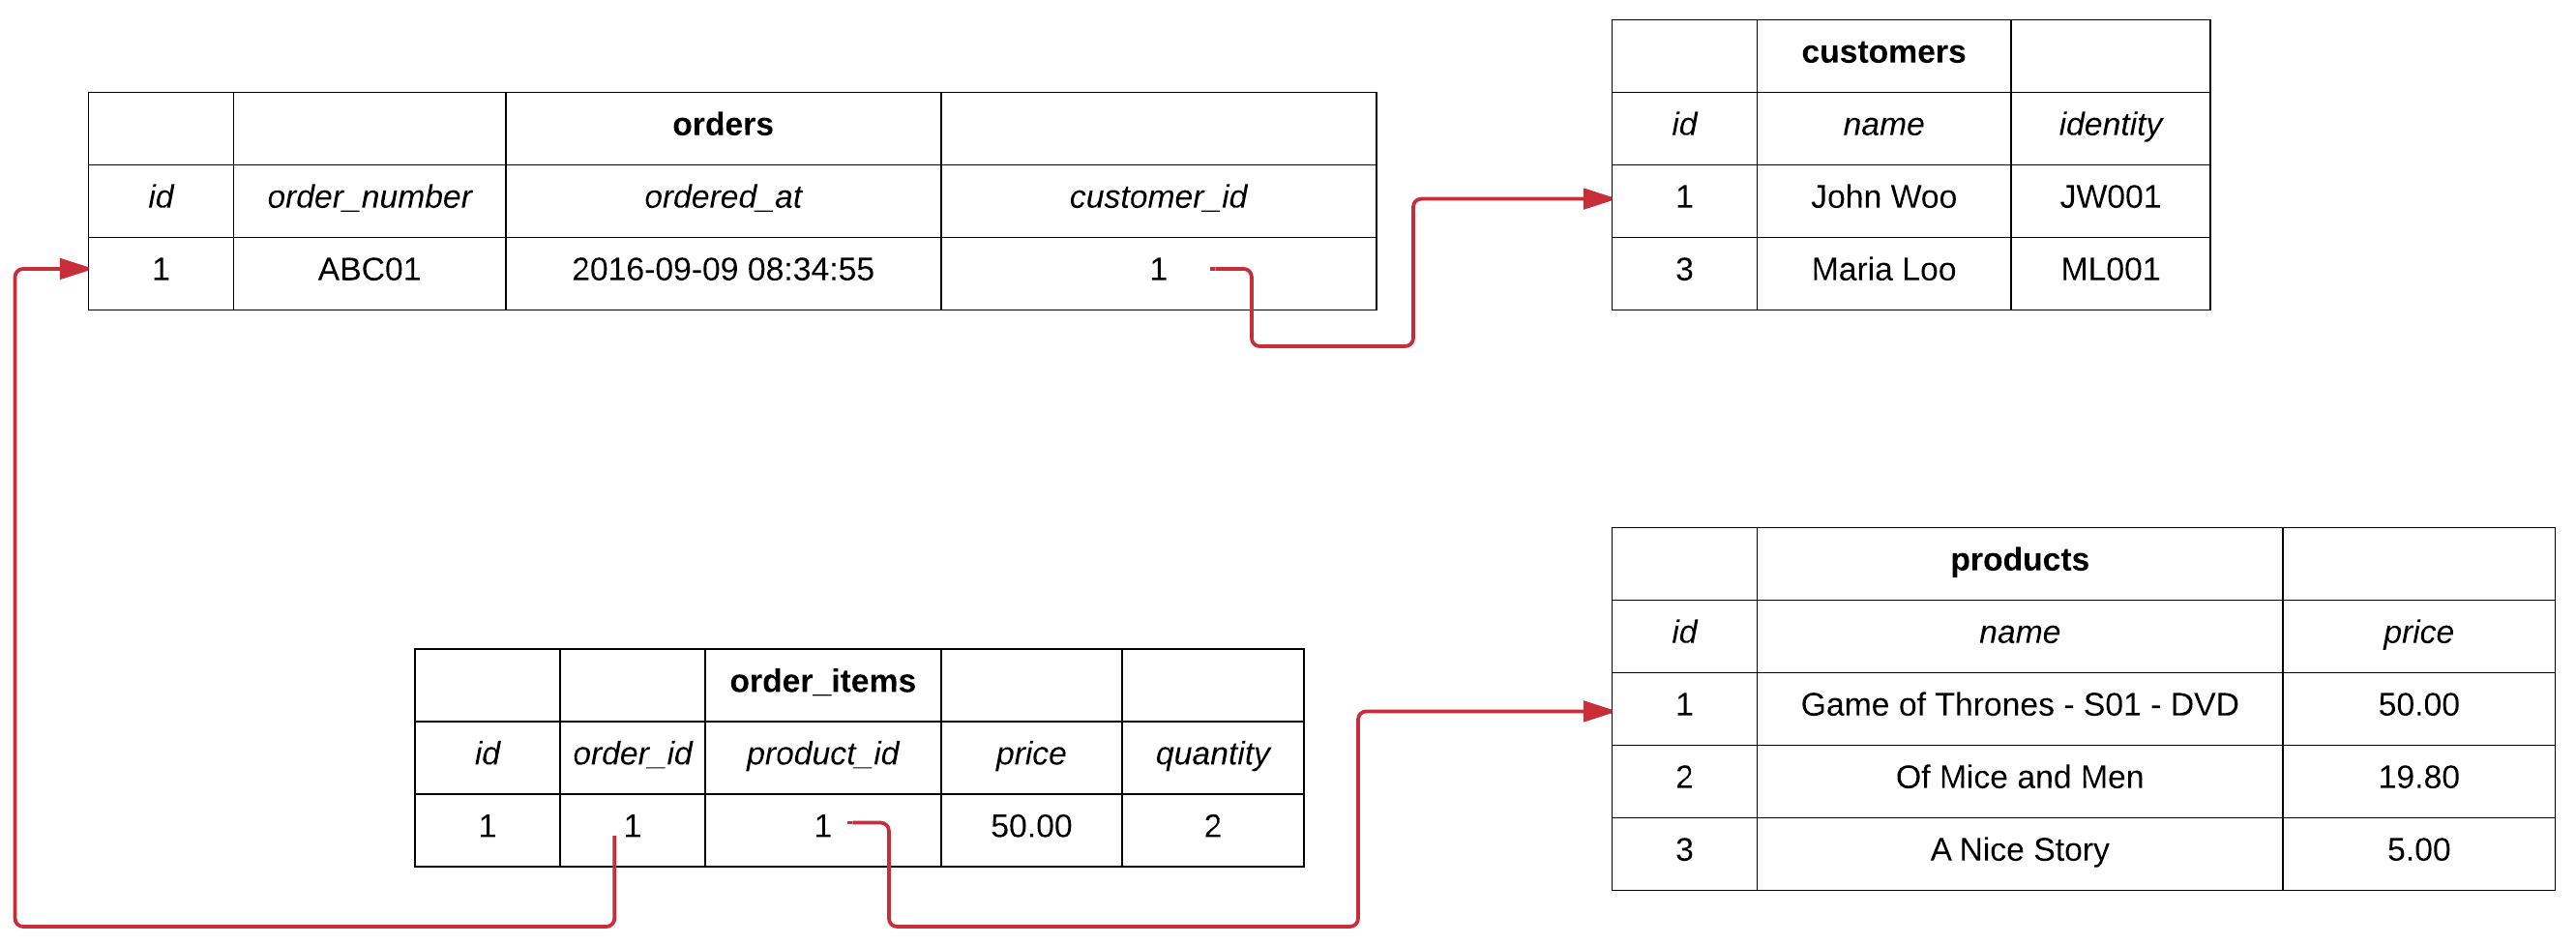 orders
id order_number ordered_at customer_id
1 ABC01 2016-09-09 08:34:55 1
customers
id name identity
1 John Woo JW001
3 Maria Loo ML001
order_items
id order_id product_id price quantity
1 1 1 50.00 2
products
id name price
1 Game of Thrones - S01 - DVD 50.00
2 Of Mice and Men 19.80
3 A Nice Story 5.00